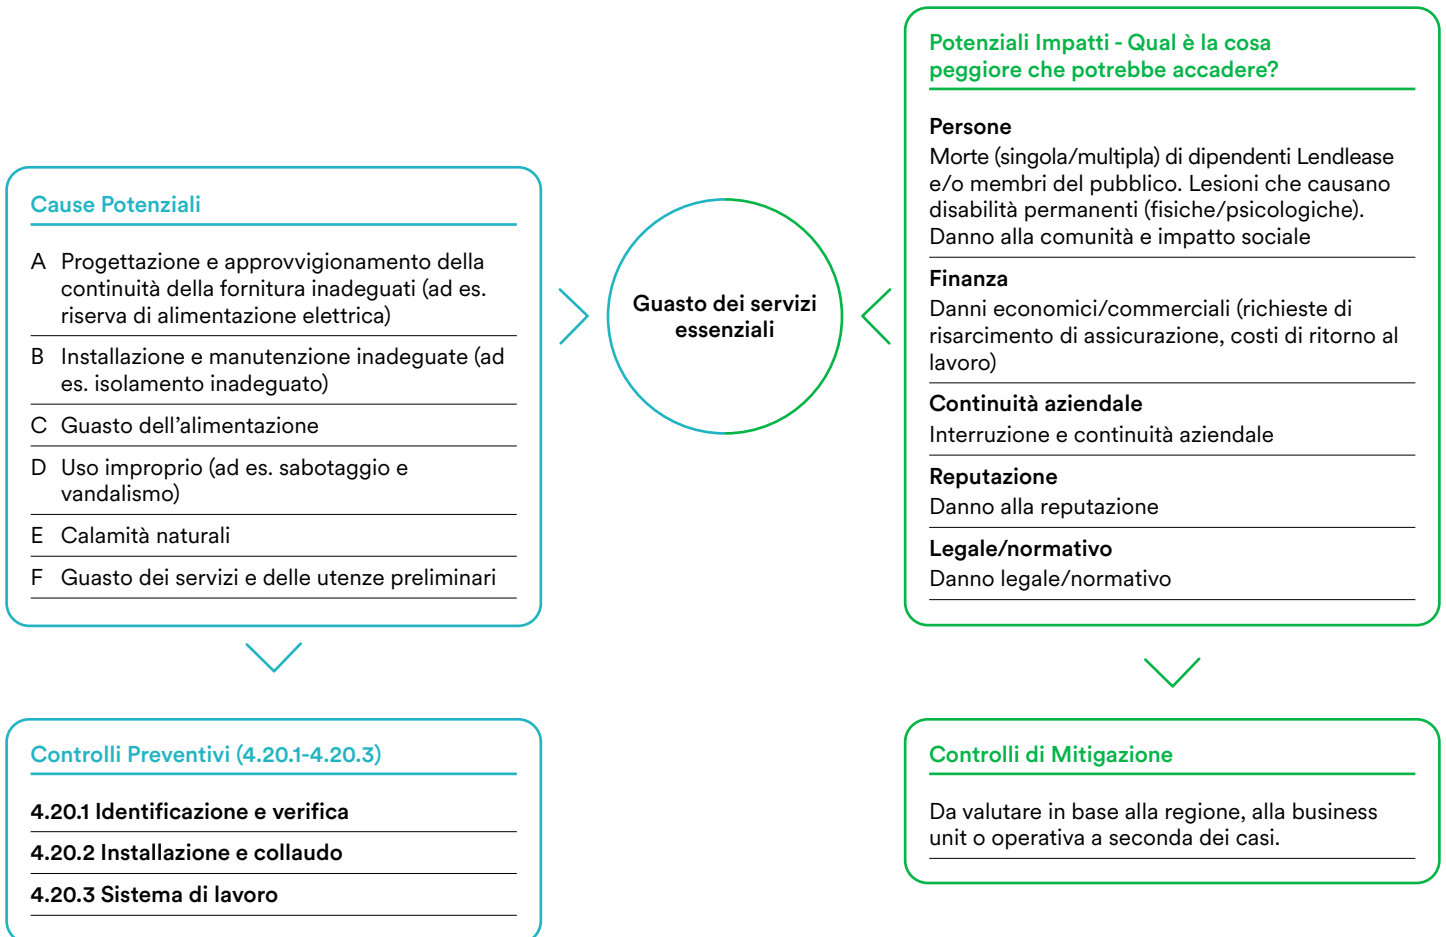 Cause Potenziali
A Progettazione e approvvigionamento della
continuità della fornitura inadeguati (ad es.
riserva di alimentazione elettrica)
B Installazione e manutenzione inadeguate (ad
es. isolamento inadeguato)
C Guasto dell’alimentazione
D Uso improprio (ad es. sabotaggio e
vandalismo)
E Calamità naturali
F Guasto dei servizi e delle utenze preliminari
Controlli Preventivi (4.20.1-4.20.3)
4.20.1 Identificazione e verifica
4.20.2 Installazione e collaudo
4.20.3 Sistema di lavoro
Guasto dei servizi
essenziali
Potenziali Impatti - Qual è la cosa
peggiore che potrebbe accadere?
Persone
Morte (singola/multipla) di dipendenti Lendlease
e/o membri del pubblico. Lesioni che causano
disabilità permanenti (fisiche/psicologiche).
Danno alla comunità e impatto sociale
Finanza
Danni economici/commerciali (richieste di
risarcimento di assicurazione, costi di ritorno al
lavoro)
Continuità aziendale
Interruzione e continuità aziendale
Reputazione
Danno alla reputazione
Legale/normativo
Danno legale/normativo
Controlli di Mitigazione
Da valutare in base alla regione, alla business
unit o operativa a seconda dei casi.